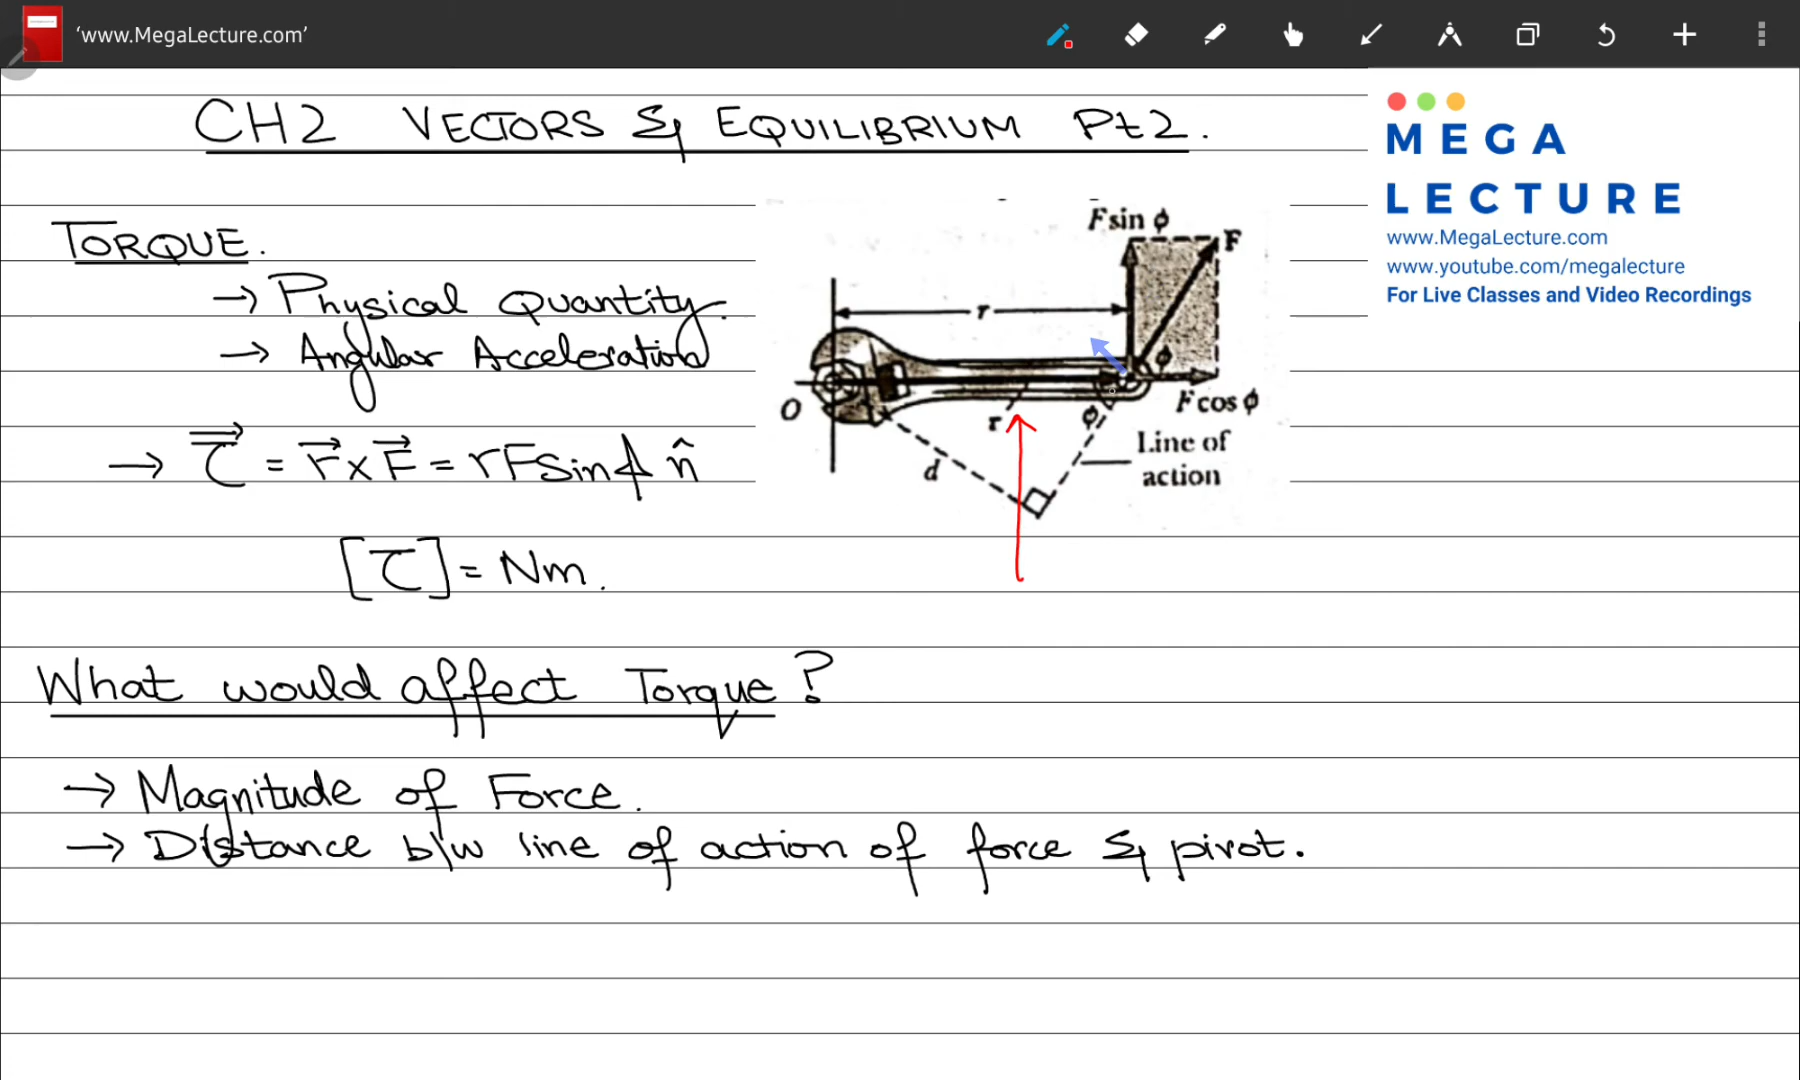 'www.MegaLecture.com'
CH2 VECTORS & EQUILIBRIUM Pt2.
MEGA
LECTURE
www.MegaLecture.com
www.youtube.com/megalecture
For Live Classes and Video Recordings
TORQUE.
→ Physical Quantity.
→ Angular Acceleration
→ τ⃗ = r⃗ × F⃗ = rFSinϕ n̂
[τ] = Nm.
F sin ϕ
F
r
ϕ
O
r
ϕ
F cos ϕ
Line of
action
d
What would affect Torque?
→ Magnitude of Force.
→ Distance b/w line of action of force & pivot.